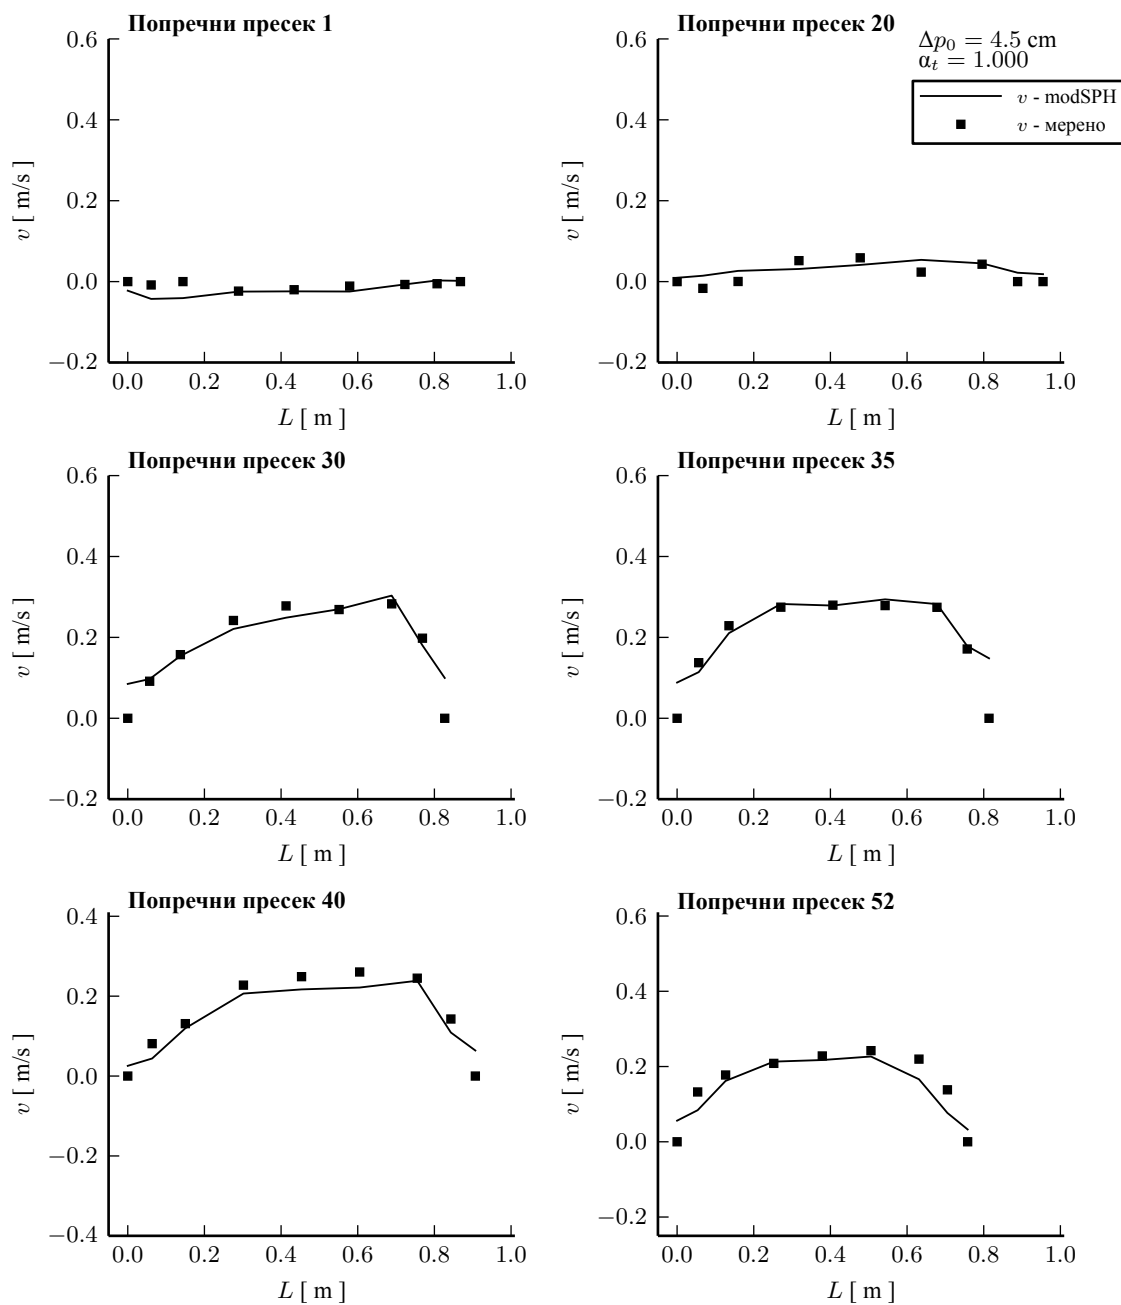 Попречни пресек 1
0.6
0.4
0.2
0.0
−0.2
v [ m/s ]
0.0 0.2 0.4 0.6 0.8 1.0
L [ m ]
Попречни пресек 20
Δp₀ = 4.5 cm
α_t = 1.000
v - modSPH
v - мерено
0.6
0.4
0.2
0.0
−0.2
v [ m/s ]
0.0 0.2 0.4 0.6 0.8 1.0
L [ m ]
Попречни пресек 30
0.6
0.4
0.2
0.0
−0.2
v [ m/s ]
0.0 0.2 0.4 0.6 0.8 1.0
L [ m ]
Попречни пресек 35
0.6
0.4
0.2
0.0
−0.2
v [ m/s ]
0.0 0.2 0.4 0.6 0.8 1.0
L [ m ]
Попречни пресек 40
0.4
0.2
0.0
−0.2
−0.4
v [ m/s ]
0.0 0.2 0.4 0.6 0.8 1.0
L [ m ]
Попречни пресек 52
0.6
0.4
0.2
0.0
−0.2
v [ m/s ]
0.0 0.2 0.4 0.6 0.8 1.0
L [ m ]